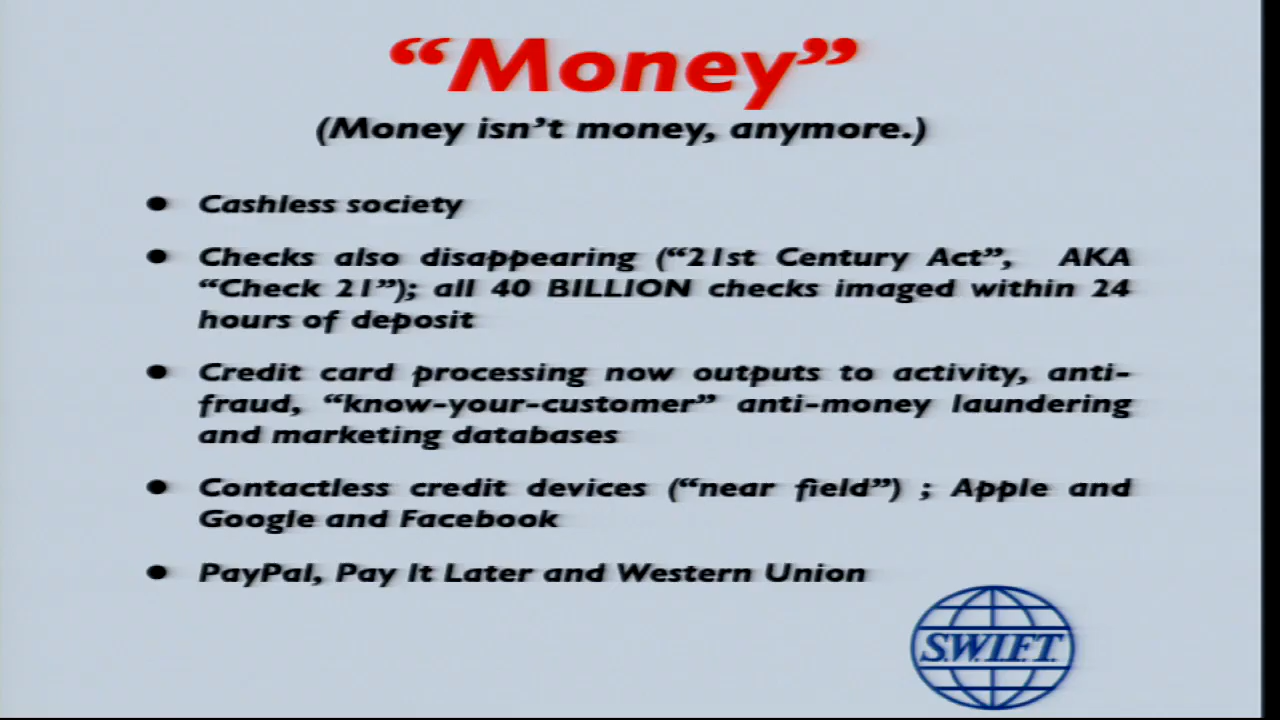 “Money”
(Money isn’t money, anymore.)
● Cashless society
● Checks also disappearing (“21st Century Act”, AKA
“Check 21”); all 40 BILLION checks imaged within 24
hours of deposit
● Credit card processing now outputs to activity, anti-
fraud, “know-your-customer” anti-money laundering
and marketing databases
● Contactless credit devices (“near field”) ; Apple and
Google and Facebook
● PayPal, Pay It Later and Western Union
S.W.I.F.T.